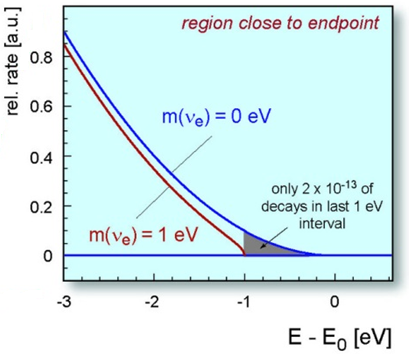 region close to endpoint
rel. rate [a.u.]
0.8
0.6
0.4
0.2
0
m(νe) = 0 eV
m(νe) = 1 eV
only 2 x 10⁻¹³ of
decays in last 1 eV
interval
-3
-2
-1
0
E - E₀ [eV]